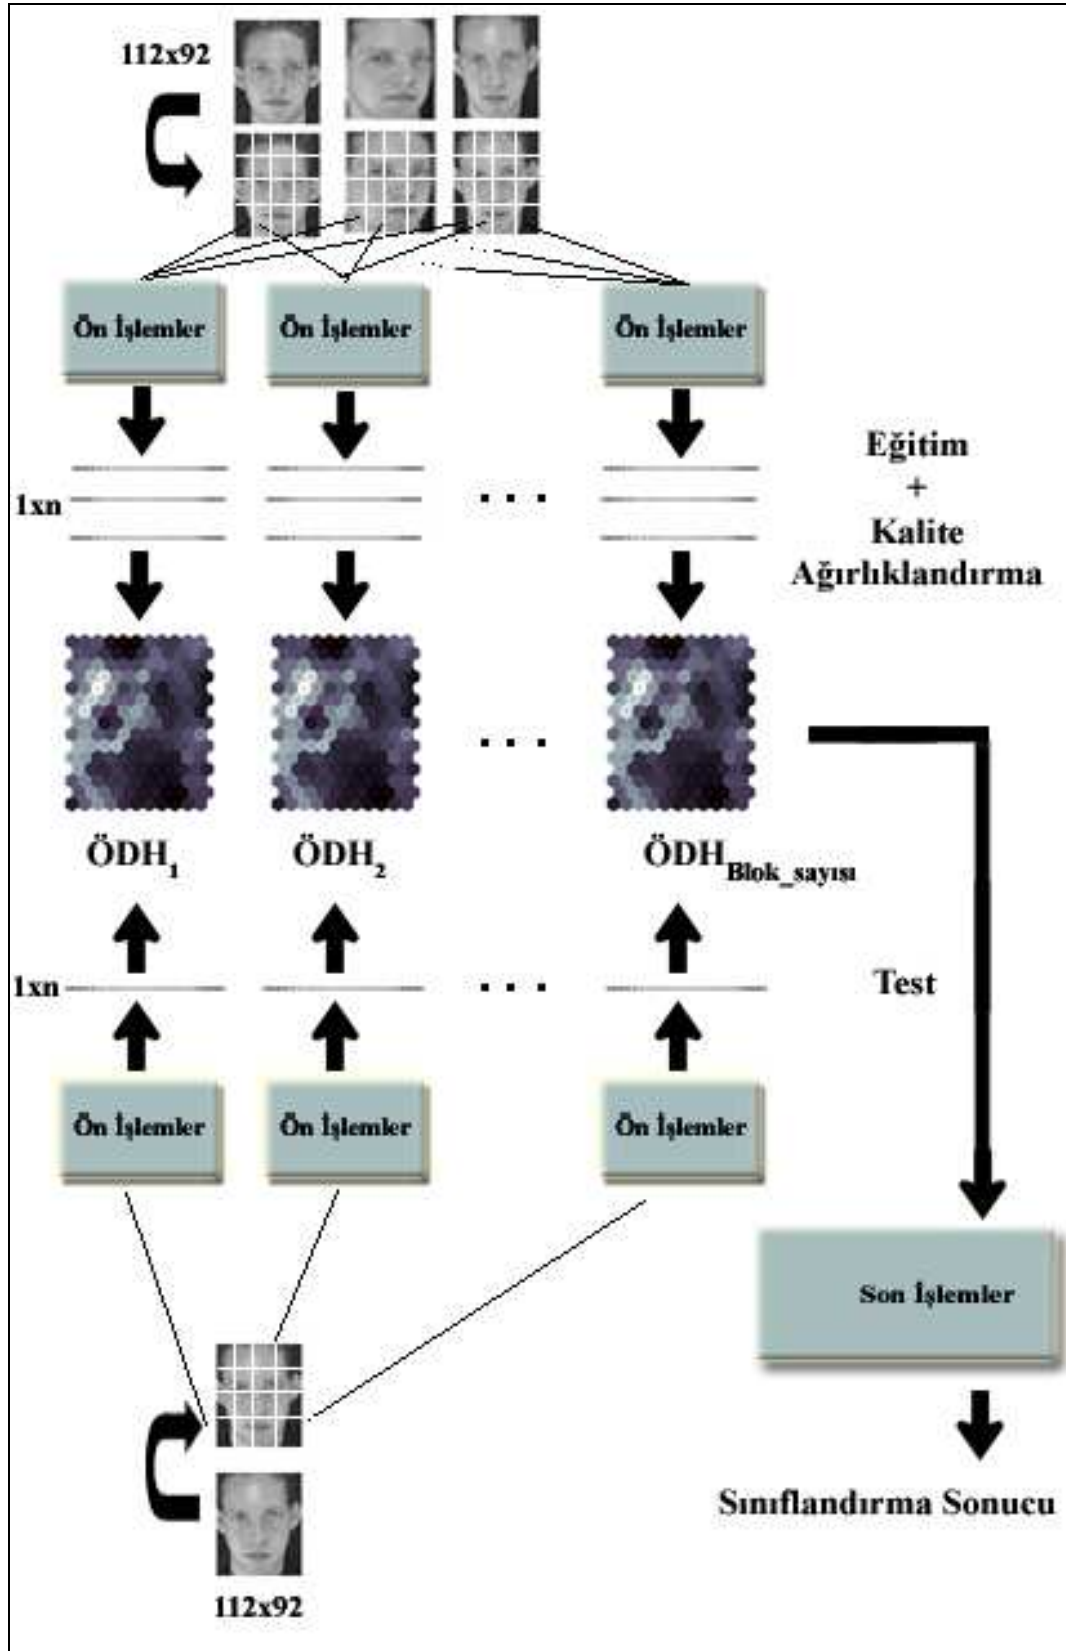 112x92
Ön İşlemler
Ön İşlemler
Ön İşlemler
Eğitim
+
Kalite
Ağırlıklandırma
1xn
. . .
. . .
ÖDH1
ÖDH2
ÖDHBlok_sayısı
1xn
. . .
Test
Ön İşlemler
Ön İşlemler
Ön İşlemler
Son İşlemler
Sınıflandırma Sonucu
112x92